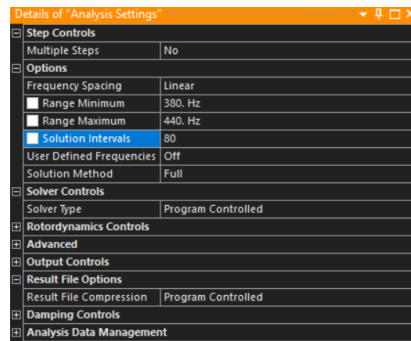 Details of "Analysis Settings"
Step Controls
Multiple Steps No
Options
Frequency Spacing Linear
Range Minimum 380. Hz
Range Maximum 440. Hz
Solution Intervals 80
User Defined Frequencies Off
Solution Method Full
Solver Controls
Solver Type Program Controlled
Rotordynamics Controls
Advanced
Output Controls
Result File Options
Result File Compression Program Controlled
Damping Controls
Analysis Data Management